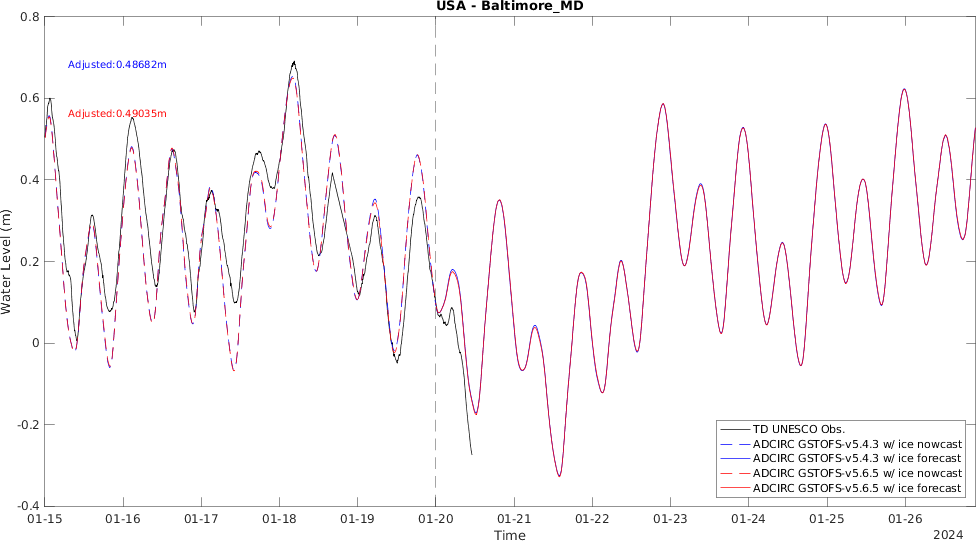 USA - Baltimore_MD
0.8
Adjusted:0.48682m
0.6
Adjusted:0.49035m
0.4
0.2
0
-0.2
-0.4
Water Level (m)
TD UNESCO Obs.
ADCIRC GSTOFS-v5.4.3 w/ ice nowcast
ADCIRC GSTOFS-v5.4.3 w/ ice forecast
ADCIRC GSTOFS-v5.6.5 w/ ice nowcast
ADCIRC GSTOFS-v5.6.5 w/ ice forecast
01-15 01-16 01-17 01-18 01-19 01-20 01-21 01-22 01-23 01-24 01-25 01-26
Time
2024